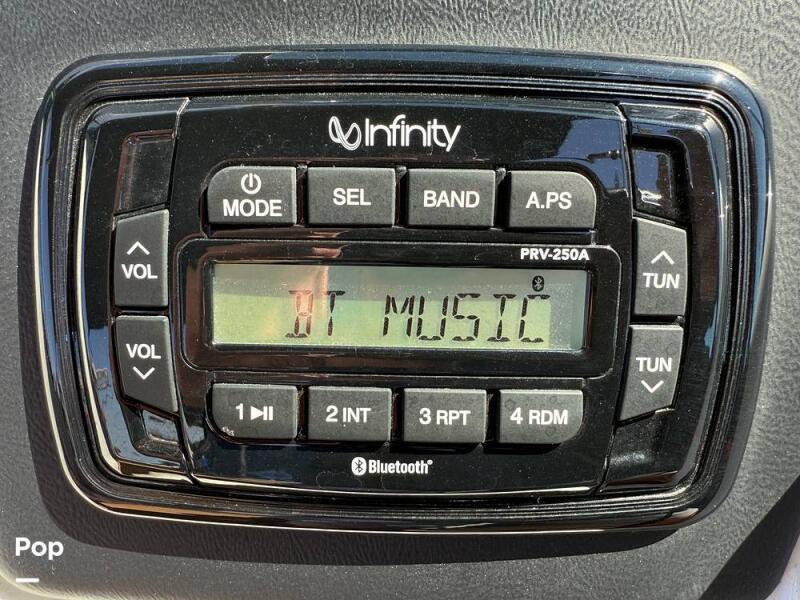 Infinity
MODE SEL BAND A.PS
PRV-250A
VOL TUN
BT MUSIC
VOL TUN
1 2 INT 3 RPT 4 RDM
Bluetooth®
Pop